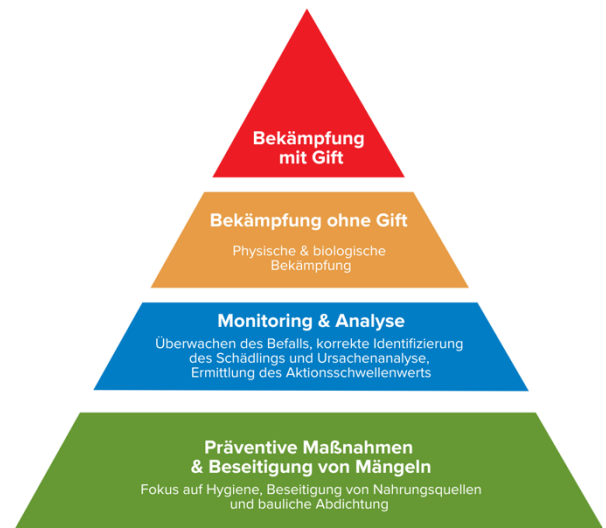 Bekämpfung
mit Gift
Bekämpfung ohne Gift
Physische & biologische
Bekämpfung
Monitoring & Analyse
Überwachen des Befalls, korrekte Identifizierung
des Schädlings und Ursachenanalyse,
Ermittlung des Aktionsschwellenwerts
Präventive Maßnahmen
& Beseitigung von Mängeln
Fokus auf Hygiene, Beseitigung von Nahrungsquellen
und bauliche Abdichtung